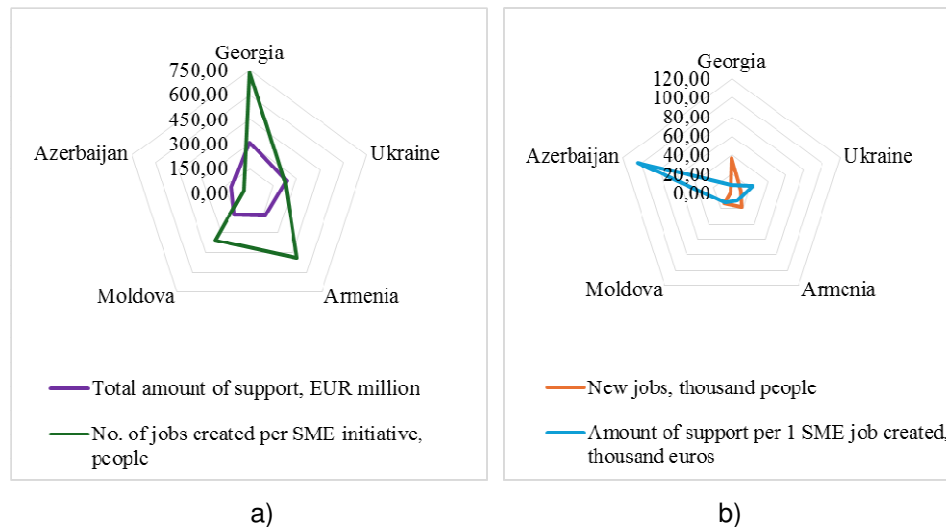 Georgia
750,00
600,00
450,00
300,00
150,00
0,00
Azerbaijan
Ukraine
Moldova
Armenia
Total amount of support, EUR million
No. of jobs created per SME initiative,
people
a)
Georgia
120,00
100,00
80,00
60,00
40,00
20,00
0,00
Azerbaijan
Ukraine
Moldova
Armenia
New jobs, thousand people
Amount of support per 1 SME job created,
thousand euros
b)